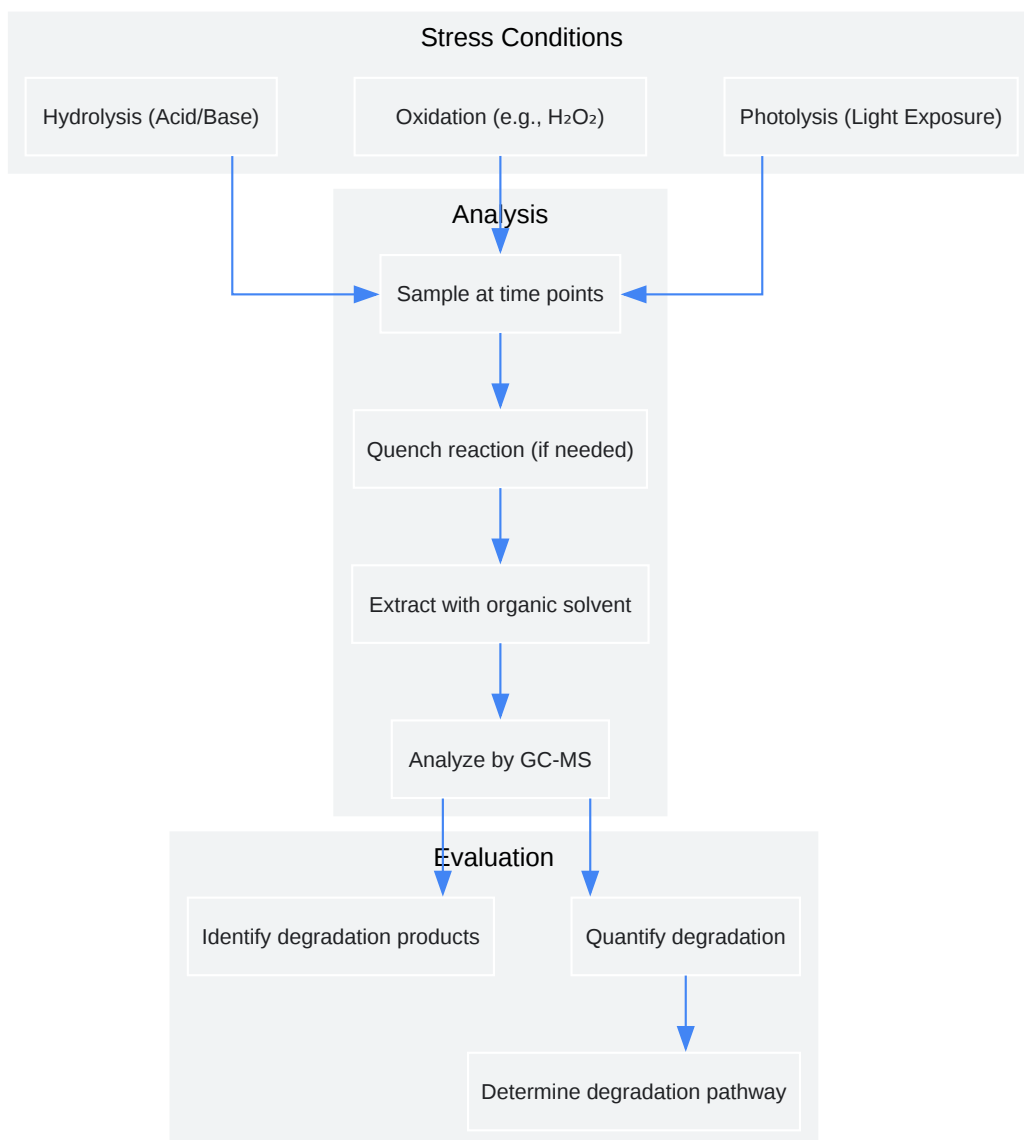 Stress Conditions
Hydrolysis (Acid/Base)
Oxidation (e.g., H₂O₂)
Photolysis (Light Exposure)
Analysis
Sample at time points
Quench reaction (if needed)
Extract with organic solvent
Analyze by GC-MS
Evaluation
Identify degradation products
Quantify degradation
Determine degradation pathway